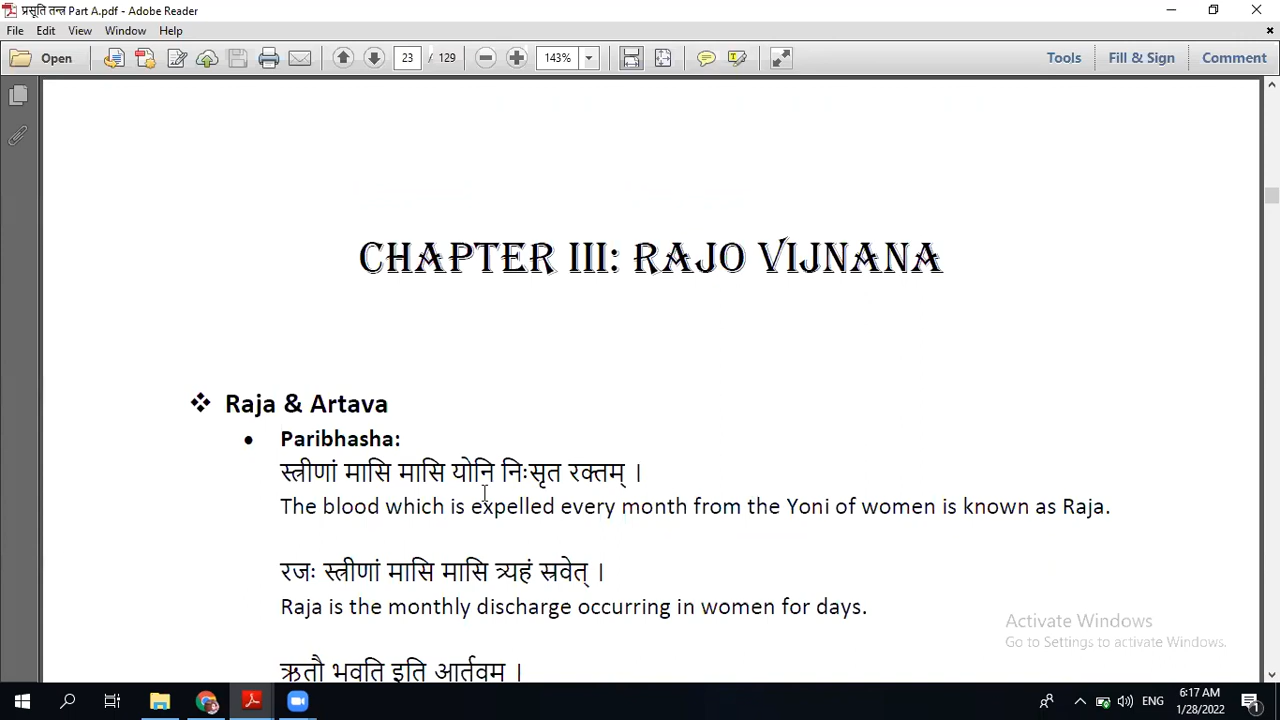 प्रसूति तन्त्र Part A.pdf - Adobe Reader
File Edit View Window Help
Open 23 / 129 143% Tools Fill & Sign Comment
CHAPTER III: RAJO VIJNANA
❖ Raja & Artava
• Paribhasha:
स्त्रीणां मासि मासि योनि निःसृत रक्तम् ।
The blood which is expelled every month from the Yoni of women is known as Raja.
रजः स्त्रीणां मासि मासि त्र्यहं स्रवेत् ।
Raja is the monthly discharge occurring in women for days.
ऋतौ भवति इति आर्तवम ।
Activate Windows
Go to Settings to activate Windows.
ENG
6:17 AM
1/28/2022
1